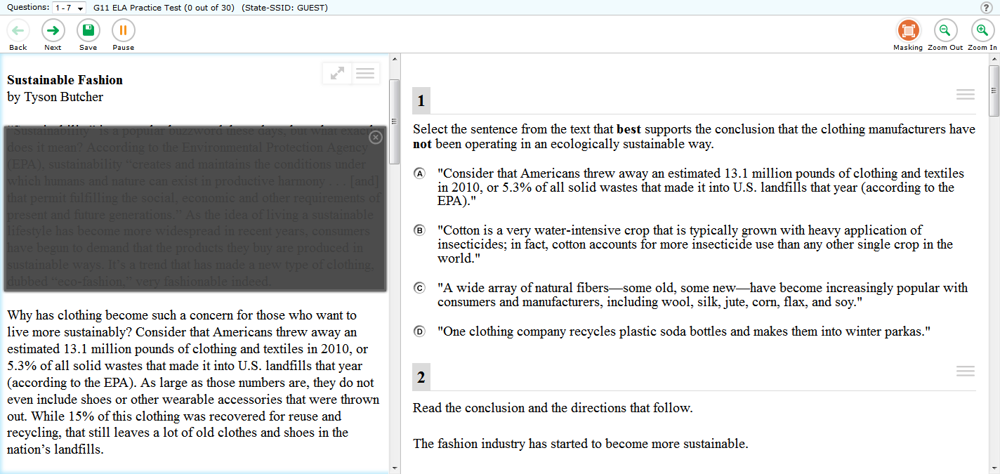 Questions: 1 - 7 G11 ELA Practice Test (0 out of 30) (State-SSID: GUEST)
?
Back Next Save Pause Masking Zoom Out Zoom In
Sustainable Fashion
by Tyson Butcher
"Sustainability" is a popular buzzword these days, but what exactly
does it mean? According to the Environmental Protection Agency
(EPA), sustainability “creates and maintains the conditions under
which humans and nature can exist in productive harmony . . . [and]
that permit fulfilling the social, economic and other requirements of
present and future generations.” As the idea of living a sustainable
lifestyle has become more widespread in recent years, consumers
have begun to demand that the products they buy are produced in
sustainable ways. It’s a trend that has made a new type of clothing,
dubbed “eco-fashion,” very fashionable indeed.
Why has clothing become such a concern for those who want to
live more sustainably? Consider that Americans threw away an
estimated 13.1 million pounds of clothing and textiles in 2010, or
5.3% of all solid wastes that made it into U.S. landfills that year
(according to the EPA). As large as those numbers are, they do not
even include shoes or other wearable accessories that were thrown
out. While 15% of this clothing was recovered for reuse and
recycling, that still leaves a lot of old clothes and shoes in the
nation’s landfills.
1
Select the sentence from the text that best supports the conclusion that the clothing manufacturers have
not been operating in an ecologically sustainable way.
A "Consider that Americans threw away an estimated 13.1 million pounds of clothing and textiles
in 2010, or 5.3% of all solid wastes that made it into U.S. landfills that year (according to the
EPA)."
B "Cotton is a very water-intensive crop that is typically grown with heavy application of
insecticides; in fact, cotton accounts for more insecticide use than any other single crop in the
world."
C "A wide array of natural fibers—some old, some new—have become increasingly popular with
consumers and manufacturers, including wool, silk, jute, corn, flax, and soy."
D "One clothing company recycles plastic soda bottles and makes them into winter parkas."
2
Read the conclusion and the directions that follow.
The fashion industry has started to become more sustainable.